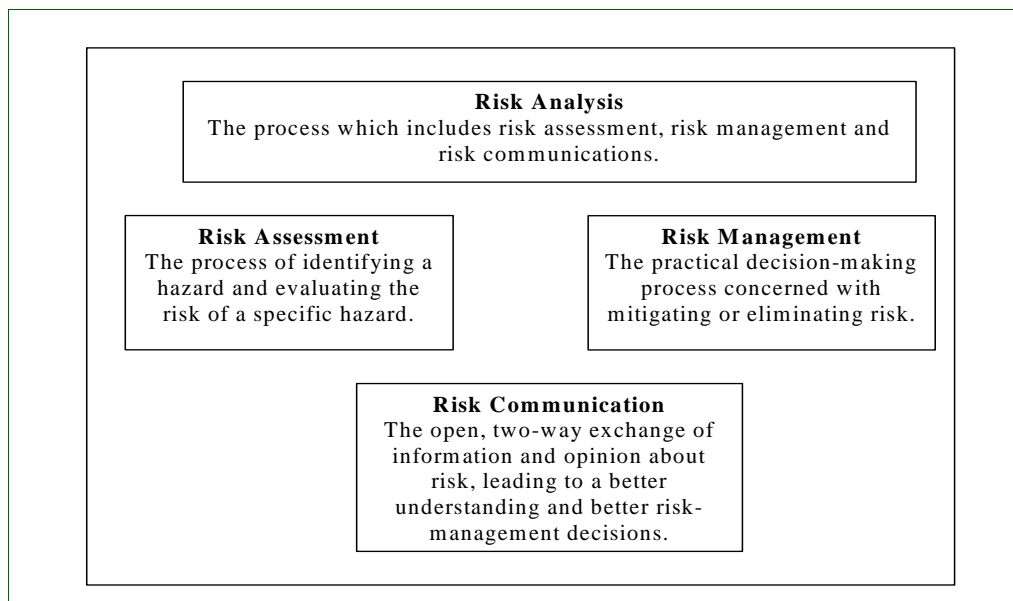 Risk Analysis
The process which includes risk assessment, risk management and
risk communications.
Risk Assessment
The process of identifying a
hazard and evaluating the
risk of a specific hazard.
Risk Management
The practical decision-making
process concerned with
mitigating or eliminating risk.
Risk Communication
The open, two-way exchange of
information and opinion about
risk, leading to a better
understanding and better risk-
management decisions.